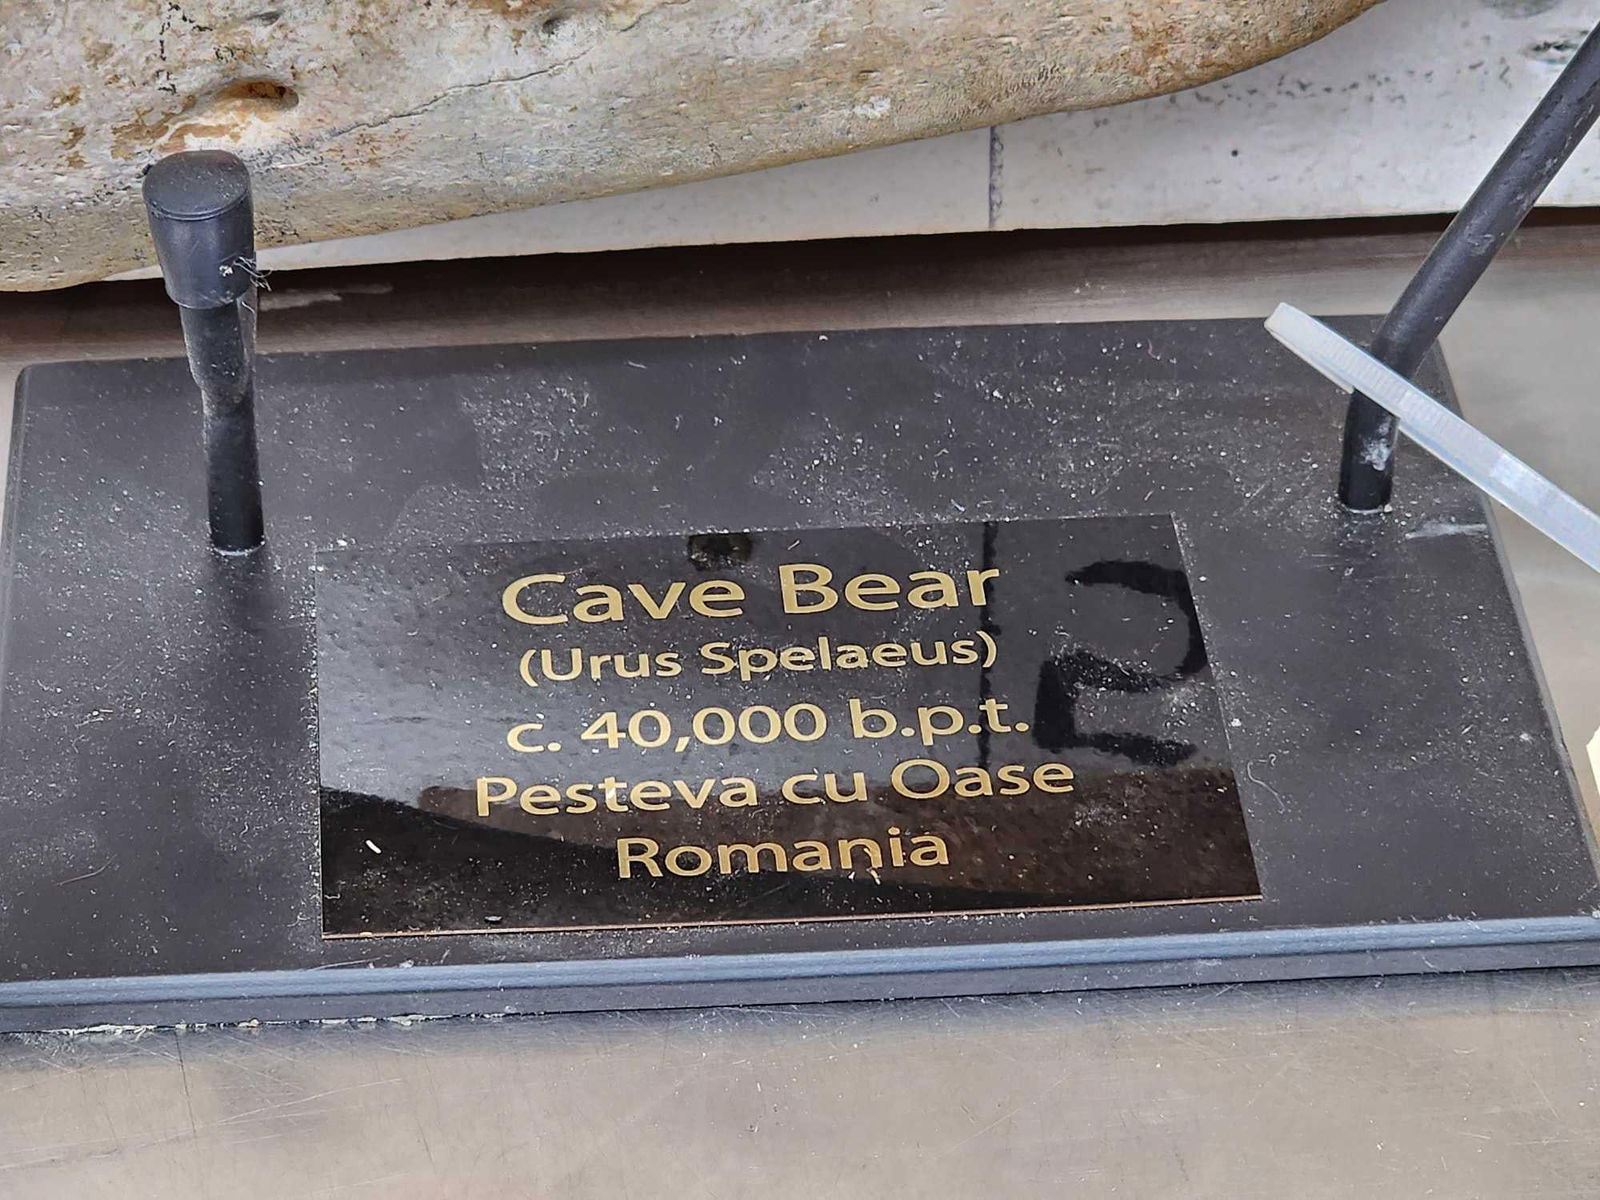 Cave Bear
(Urus Spelaeus)
c. 40,000 b.p.t.
Pesteva cu Oase
Romania